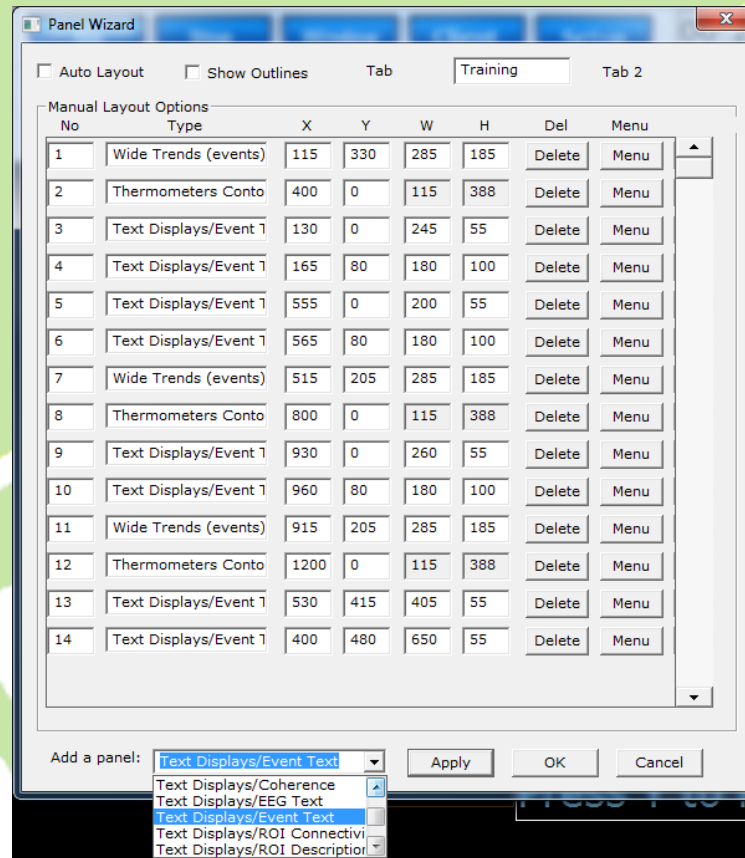 Panel Wizard
Auto Layout Show Outlines Tab Training Tab 2
Manual Layout Options
No Type X Y W H Del Menu
1 Wide Trends (events) 115 330 285 185 Delete Menu
2 Thermometers Conto 400 0 115 388 Delete Menu
3 Text Displays/Event T 130 0 245 55 Delete Menu
4 Text Displays/Event T 165 80 180 100 Delete Menu
5 Text Displays/Event T 555 0 200 55 Delete Menu
6 Text Displays/Event T 565 80 180 100 Delete Menu
7 Wide Trends (events) 515 205 285 185 Delete Menu
8 Thermometers Conto 800 0 115 388 Delete Menu
9 Text Displays/Event T 930 0 260 55 Delete Menu
10 Text Displays/Event T 960 80 180 100 Delete Menu
11 Wide Trends (events) 915 205 285 185 Delete Menu
12 Thermometers Conto 1200 0 115 388 Delete Menu
13 Text Displays/Event T 530 415 405 55 Delete Menu
14 Text Displays/Event T 400 480 650 55 Delete Menu
Add a panel: Text Displays/Event Text Apply OK Cancel
Text Displays/Coherence
Text Displays/EEG Text
Text Displays/Event Text
Text Displays/ROI Connectivi
Text Displays/ROI Description